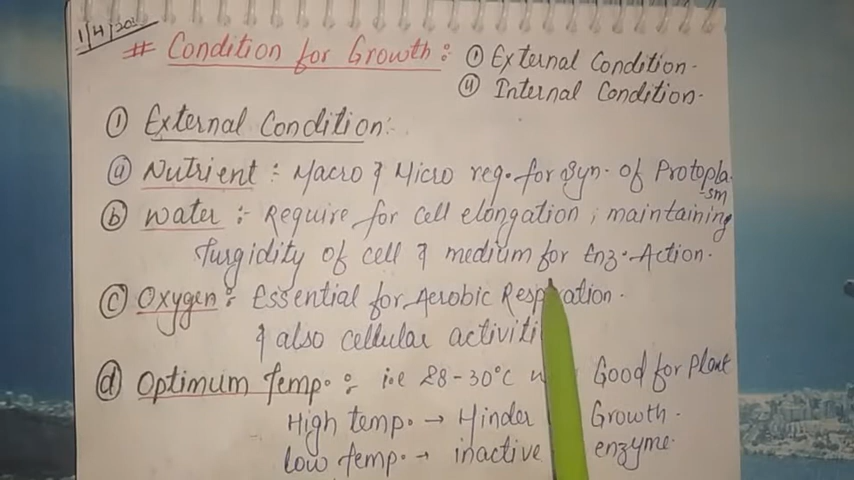 1/4/202
# Condition for Growth: ① External Condition-
② Internal Condition-
① External Condition:-
ⓐ Nutrient: Macro & Micro req. for Syn. of Protopla-
-sm
ⓑ Water :- Require for cell elongation, maintaining
Turgidity of cell & medium for Enz. Action.
ⓒ Oxygen: Essential for Aerobic Respiration.
& also cellular activiti
ⓓ Optimum Temp. : i.e 28-30°C Good for Plant
High temp. → Hinder Growth.
Low temp. → inactive enzyme.